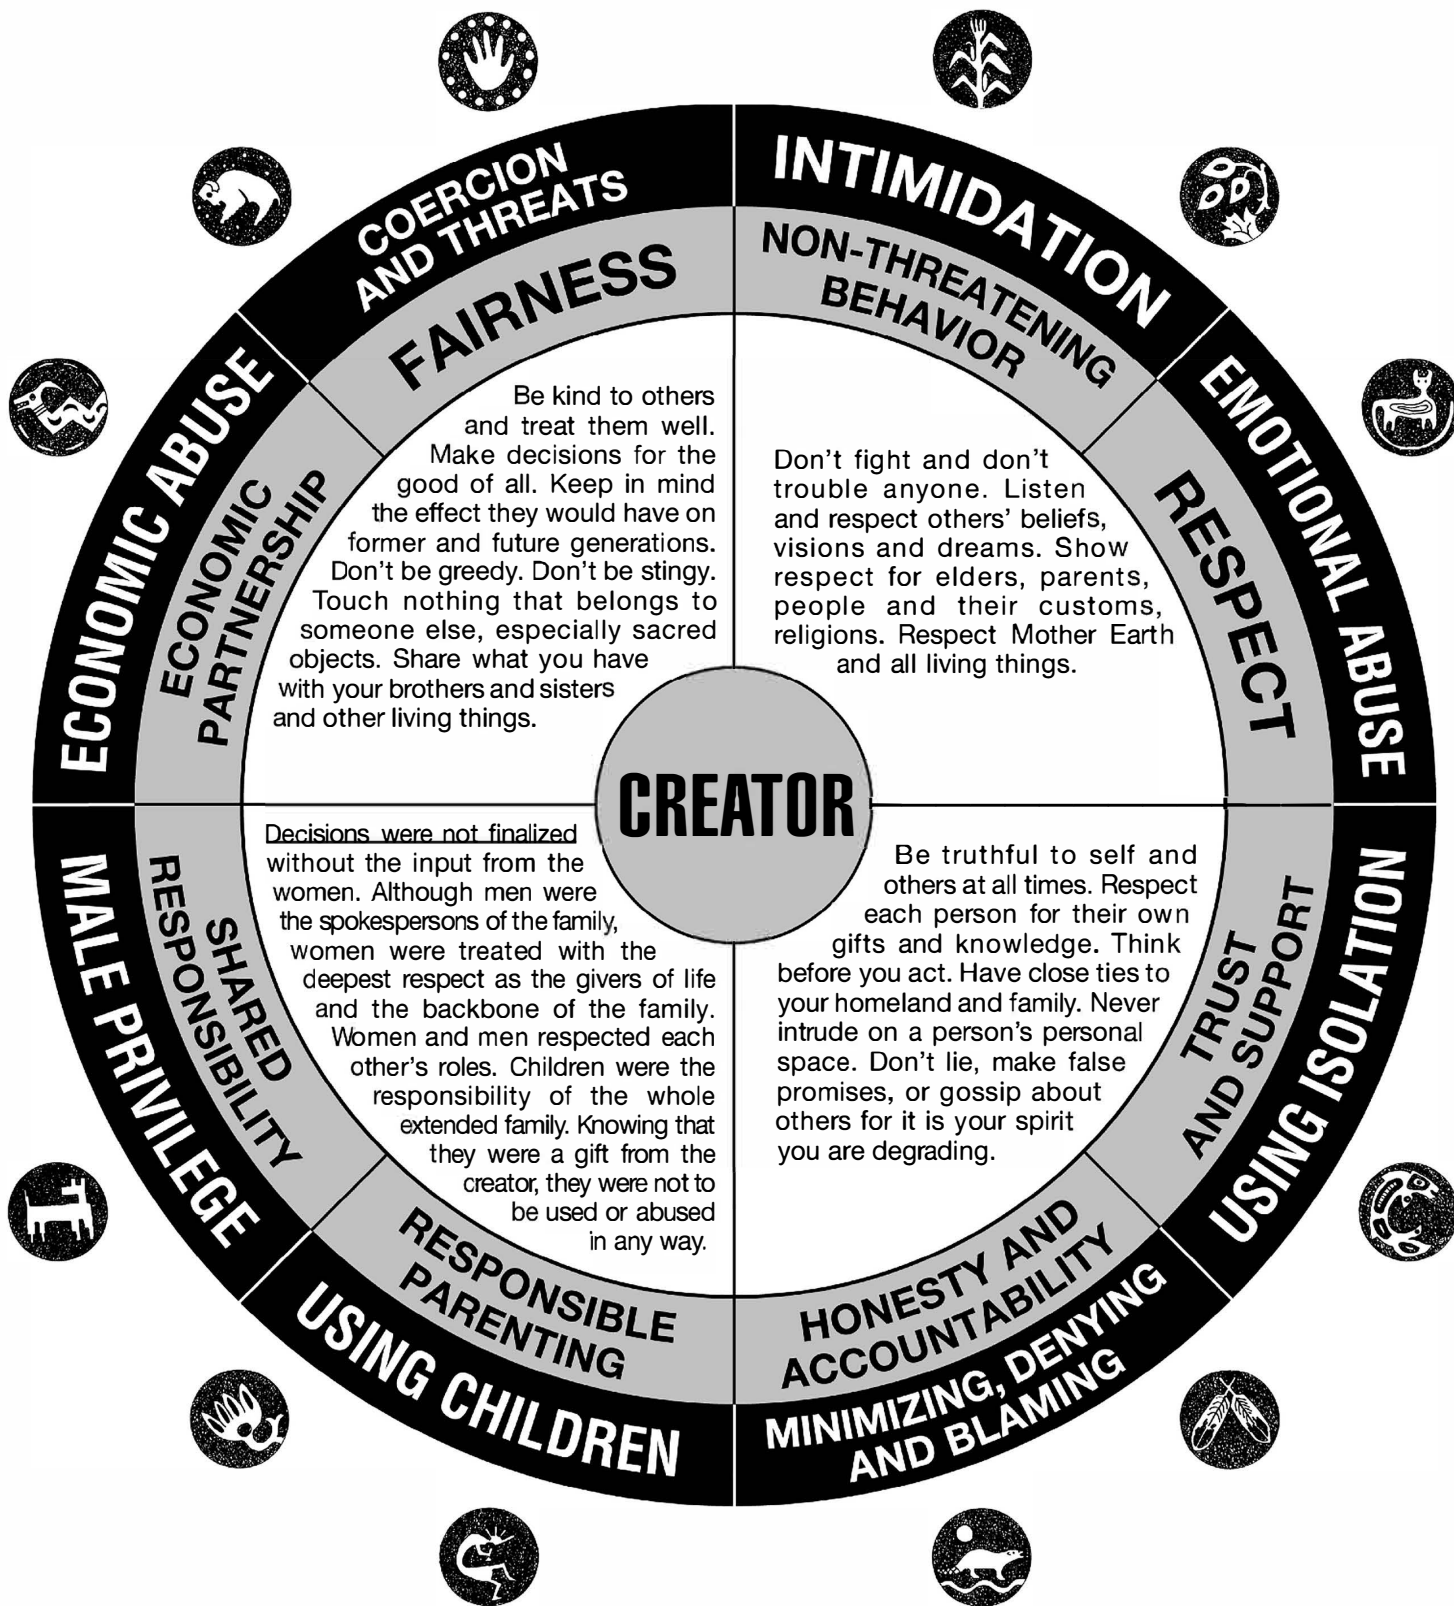 COERCION
AND THREATS
INTIMIDATION
EMOTIONAL ABUSE
USING ISOLATION
MINIMIZING, DENYING
AND BLAMING
USING CHILDREN
MALE PRIVILEGE
ECONOMIC ABUSE
FAIRNESS
NON-THREATENING
BEHAVIOR
RESPECT
TRUST
AND SUPPORT
HONESTY AND
ACCOUNTABILITY
RESPONSIBLE
PARENTING
SHARED
RESPONSIBILITY
ECONOMIC
PARTNERSHIP
Be kind to others
and treat them well.
Make decisions for the
good of all. Keep in mind
the effect they would have on
former and future generations.
Don't be greedy. Don't be stingy.
Touch nothing that belongs to
someone else, especially sacred
objects. Share what you have
with your brothers and sisters
and other living things.
Don't fight and don't
trouble anyone. Listen
and respect others' beliefs,
visions and dreams. Show
respect for elders, parents,
people and their customs,
religions. Respect Mother Earth
and all living things.
CREATOR
Decisions were not finalized
without the input from the
women. Although men were
the spokespersons of the family,
women were treated with the
deepest respect as the givers of life
and the backbone of the family.
Women and men respected each
other's roles. Children were the
responsibility of the whole
extended family. Knowing that
they were a gift from the
creator, they were not to
be used or abused
in any way.
Be truthful to self and
others at all times. Respect
each person for their own
gifts and knowledge. Think
before you act. Have close ties to
your homeland and family. Never
intrude on a person's personal
space. Don't lie, make false
promises, or gossip about
others for it is your spirit
you are degrading.